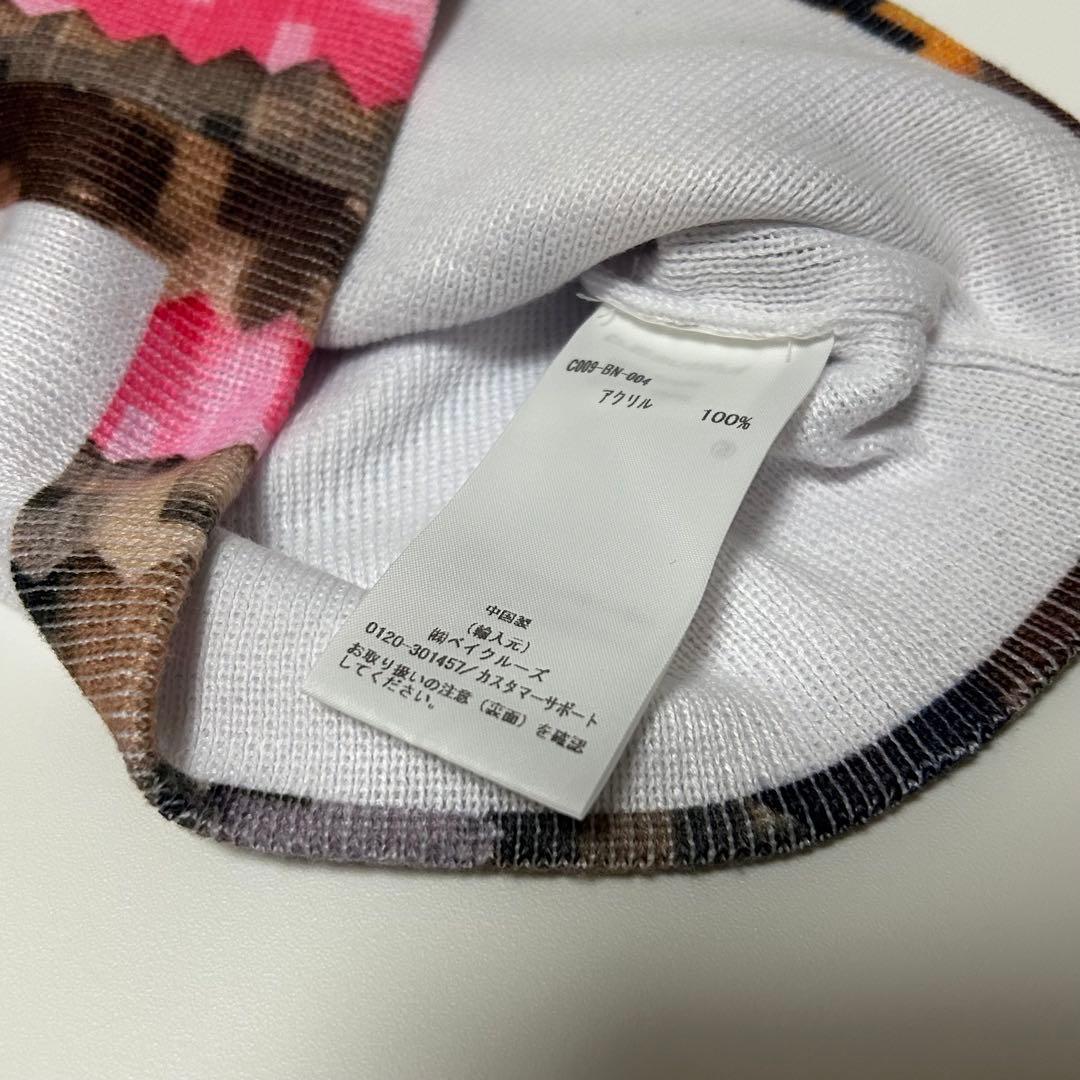 C009-BN-004
アクリル 100%
中国製
(輸入元)
㈱ベイクルーズ
0120-301457/カスタマーサポート
お取り扱いの注意(裏面)を確認
してください。